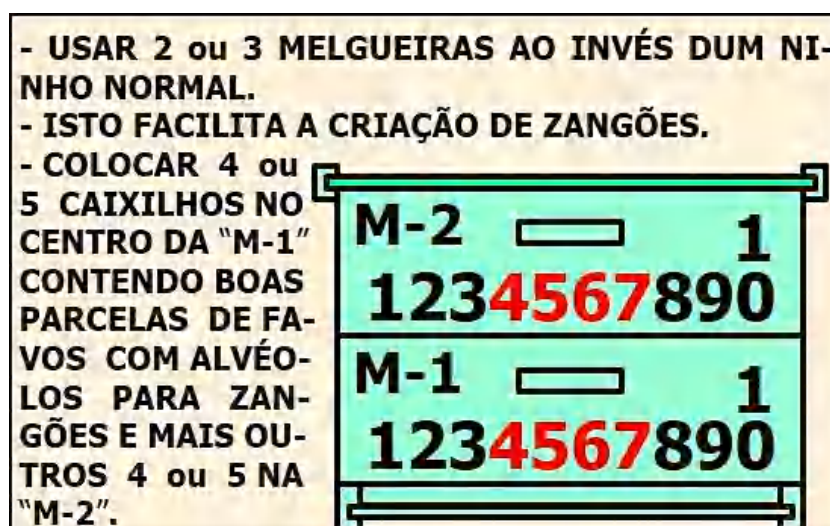 - USAR 2 ou 3 MELGUEIRAS AO INVÉS DUM NI-
NHO NORMAL.
- ISTO FACILITA A CRIAÇÃO DE ZANGÕES.
- COLOCAR 4 ou
5 CAIXILHOS NO
CENTRO DA "M-1"
CONTENDO BOAS
PARCELAS DE FA-
VOS COM ALVÉO-
LOS PARA ZAN-
GÕES E MAIS OU-
TROS 4 ou 5 NA
"M-2".
M-2 1
1234567890
M-1 1
1234567890